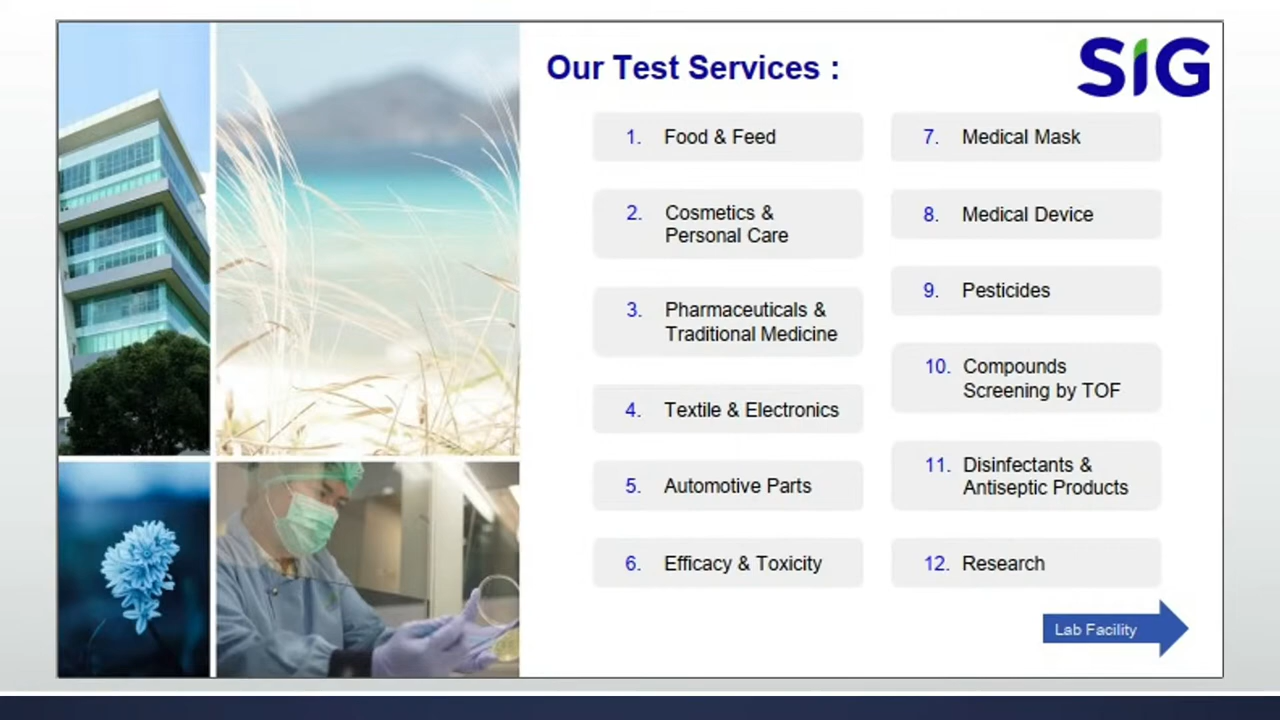 Our Test Services :
SiG
1. Food & Feed
2. Cosmetics &
Personal Care
3. Pharmaceuticals &
Traditional Medicine
4. Textile & Electronics
5. Automotive Parts
6. Efficacy & Toxicity
7. Medical Mask
8. Medical Device
9. Pesticides
10. Compounds
Screening by TOF
11. Disinfectants &
Antiseptic Products
12. Research
Lab Facility